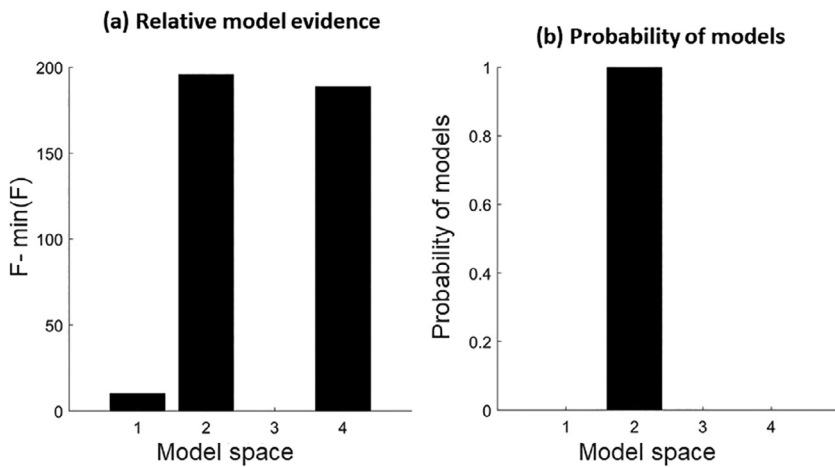 (a) Relative model evidence
200
150
100
50
0
F- min(F)
1 2 3 4
Model space
(b) Probability of models
1
0.8
0.6
0.4
0.2
0
Probability of models
1 2 3 4
Model space